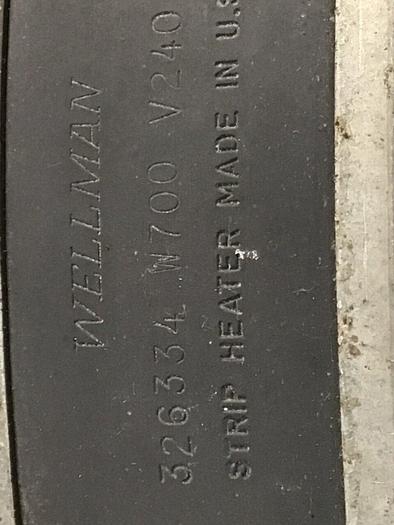 WELLMAN
326334 W700 V240
STRIP HEATER MADE IN U.S